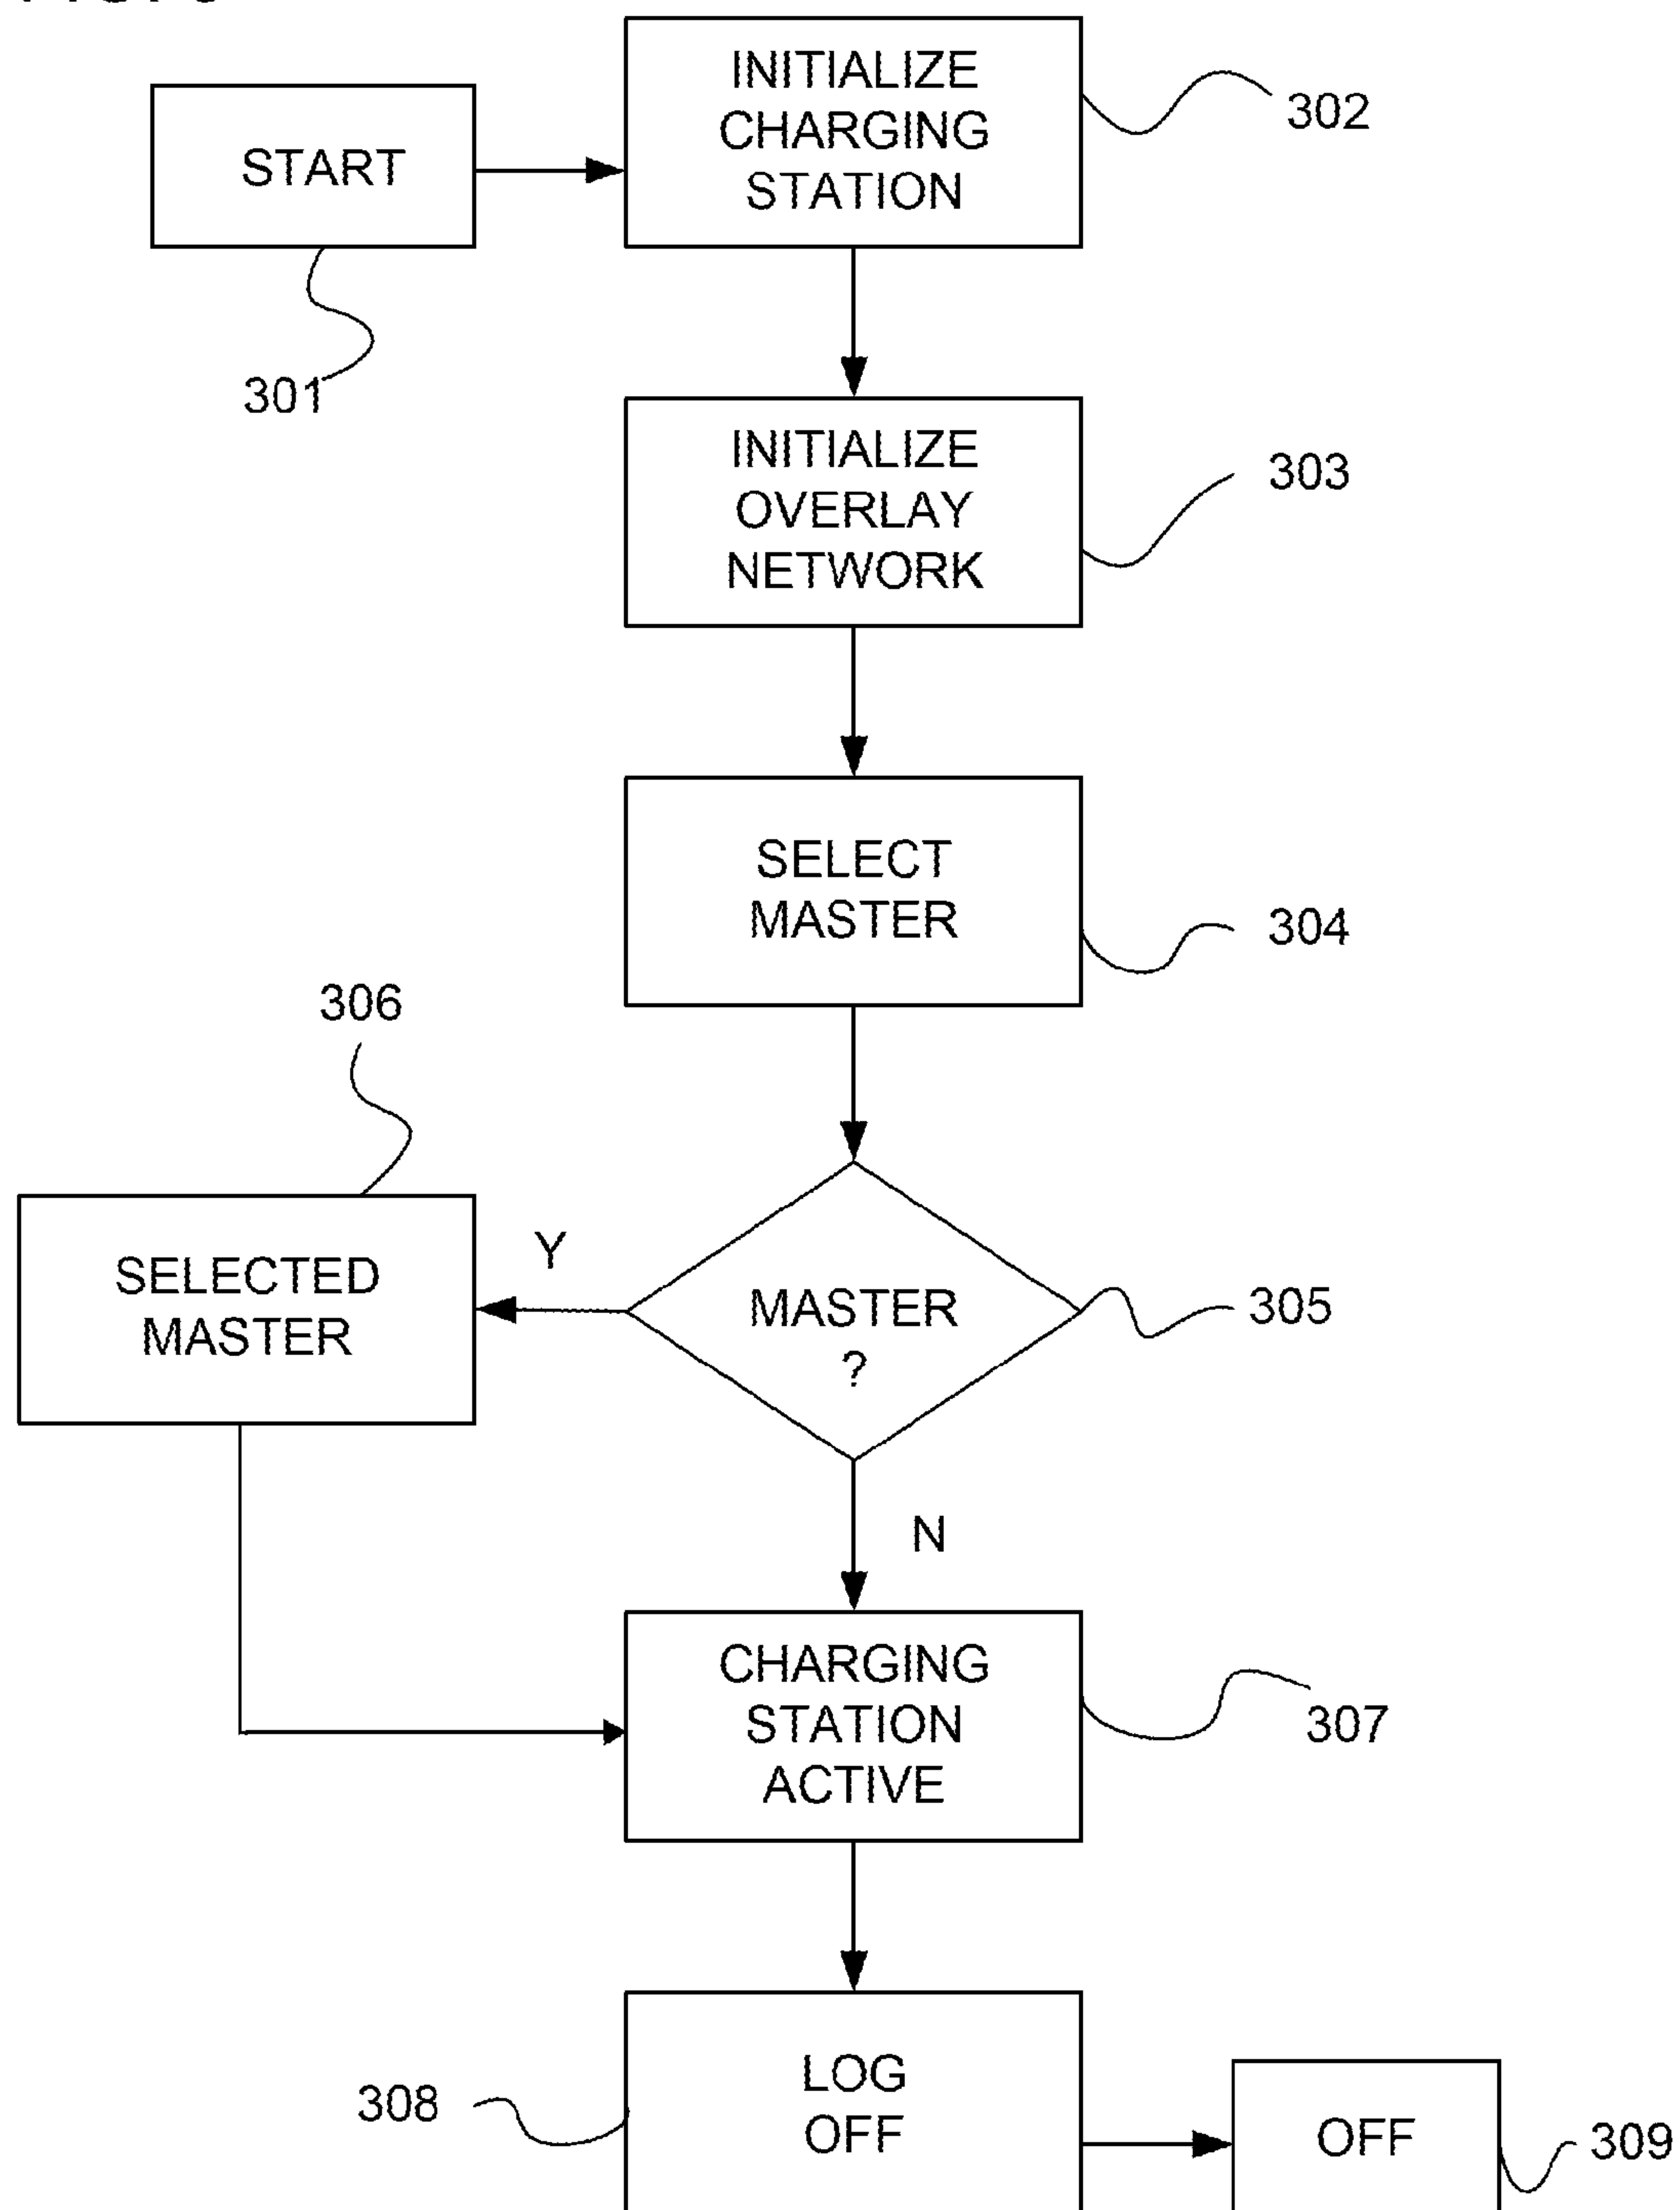 INITIALIZE
CHARGING
STATION
302
START
301
INITIALIZE
OVERLAY
NETWORK
303
SELECT
MASTER
304
306
SELECTED
MASTER
Y
MASTER
?
305
N
CHARGING
STATION
ACTIVE
307
308
LOG
OFF
OFF
309